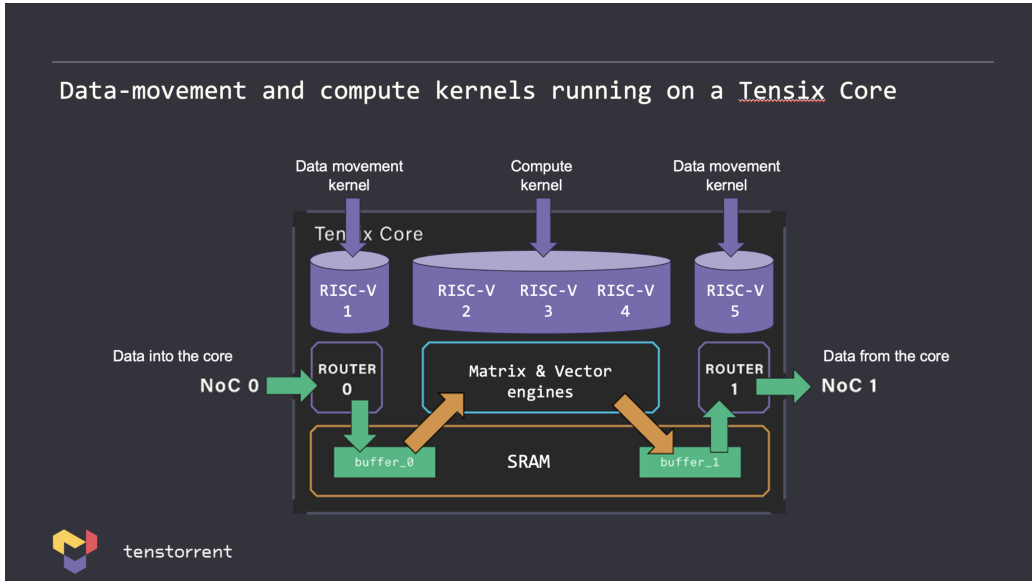 Data-movement and compute kernels running on a Tensix Core
Data movement
kernel
Compute
kernel
Data movement
kernel
Tensix Core
RISC-V
1
RISC-V
2
RISC-V
3
RISC-V
4
RISC-V
5
Data into the core
NoC 0
ROUTER
0
Matrix & Vector
engines
ROUTER
1
Data from the core
NoC 1
buffer_0
SRAM
buffer_1
tenstorrent